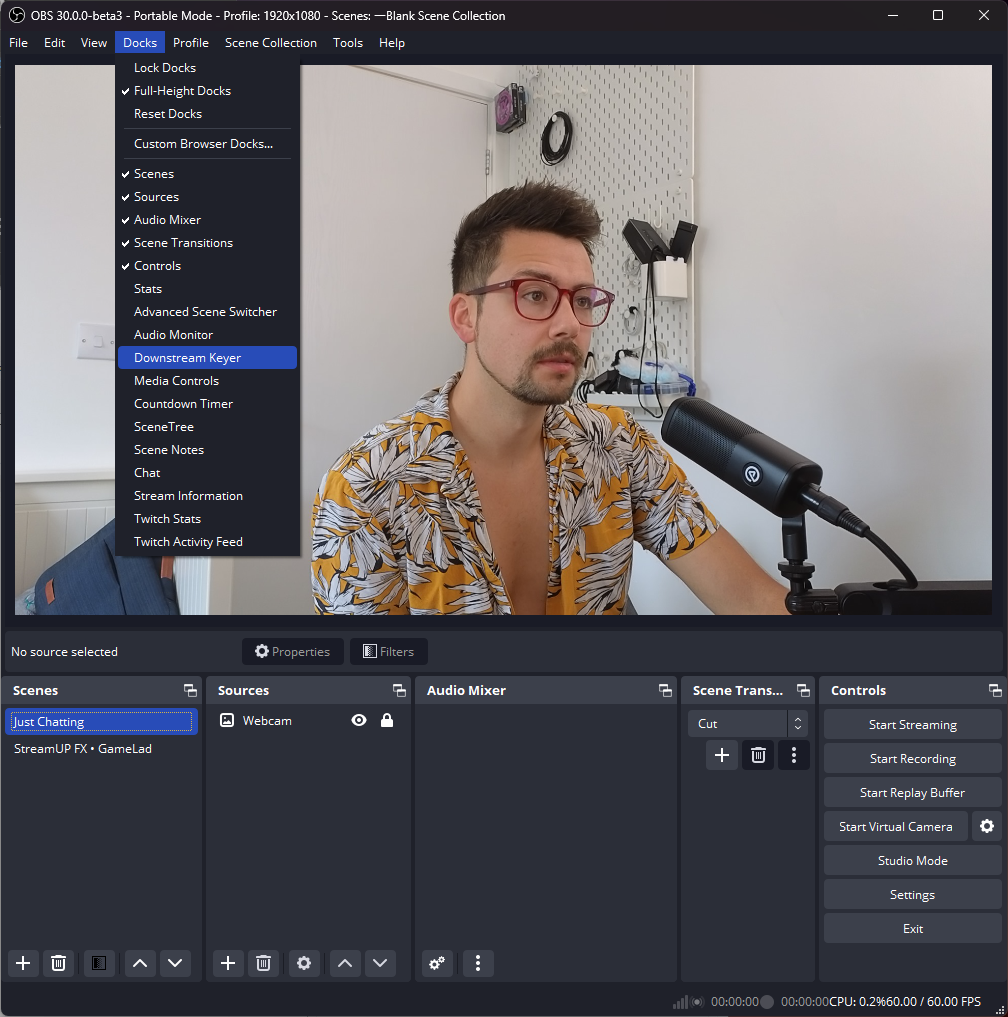 OBS 30.0.0-beta3 - Portable Mode - Profile: 1920x1080 - Scenes: —Blank Scene Collection
File Edit View Docks Profile Scene Collection Tools Help
Lock Docks
Full-Height Docks
Reset Docks
Custom Browser Docks...
Scenes
Sources
Audio Mixer
Scene Transitions
Controls
Stats
Advanced Scene Switcher
Audio Monitor
Downstream Keyer
Media Controls
Countdown Timer
SceneTree
Scene Notes
Chat
Stream Information
Twitch Stats
Twitch Activity Feed
No source selected
Properties
Filters
Scenes
Just Chatting
StreamUP FX • GameLad
Sources
Webcam
Audio Mixer
Scene Trans...
Cut
Controls
Start Streaming
Start Recording
Start Replay Buffer
Start Virtual Camera
Studio Mode
Settings
Exit
00:00:00 00:00:00 CPU: 0.2% 60.00 / 60.00 FPS